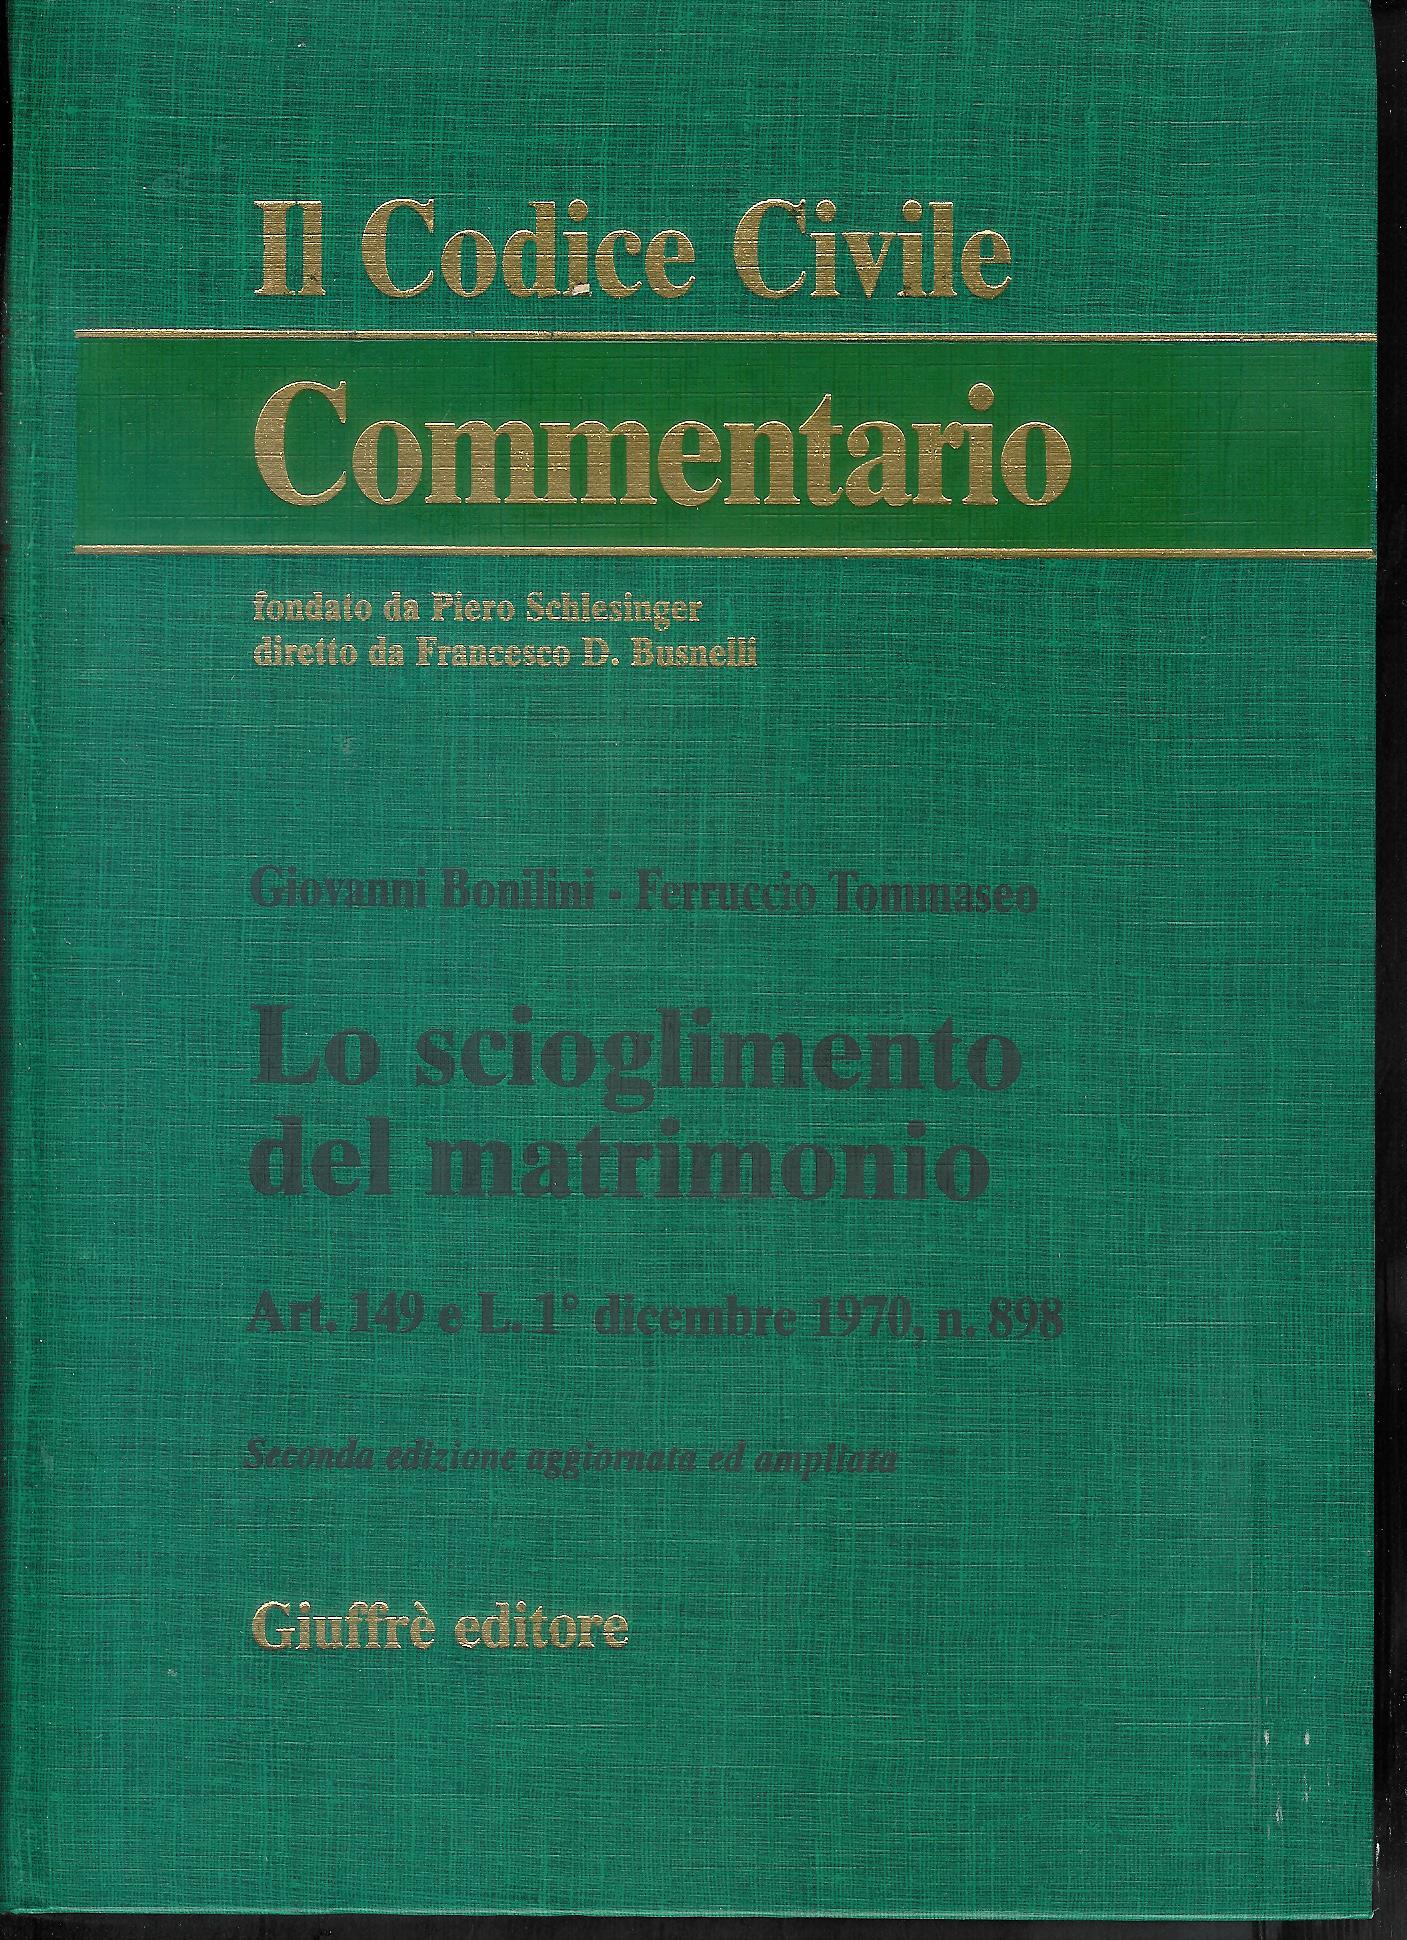 Il Codice Civile
Commentario
fondato da Piero Schlesinger
diretto da Francesco D. Busnelli
Giovanni Bonilini - Ferruccio Tommaseo
Lo scioglimento
del matrimonio
Art. 149 e L. 1° dicembre 1970, n. 898
Seconda edizione aggiornata ed ampliata
Giuffrè editore